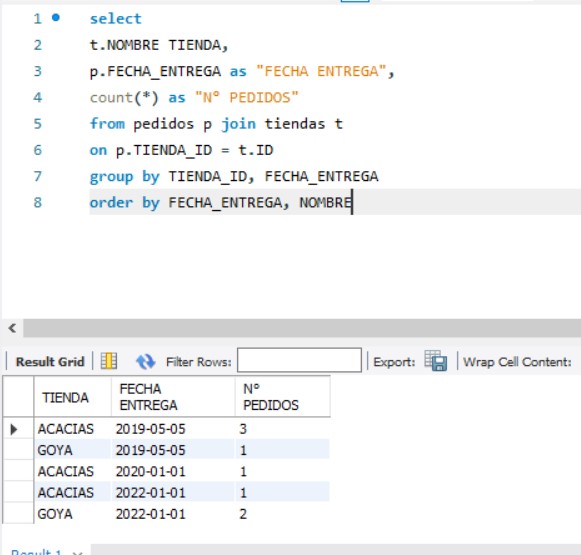 1 select
2 t.NOMBRE TIENDA,
3 p.FECHA_ENTREGA as "FECHA ENTREGA",
4 count(*) as "Nº PEDIDOS"
5 from pedidos p join tiendas t
6 on p.TIENDA_ID = t.ID
7 group by TIENDA_ID, FECHA_ENTREGA
8 order by FECHA_ENTREGA, NOMBRE
Result Grid Filter Rows: Export: Wrap Cell Content:
TIENDA FECHA ENTREGA Nº PEDIDOS
ACACIAS 2019-05-05 3
GOYA 2019-05-05 1
ACACIAS 2020-01-01 1
ACACIAS 2022-01-01 1
GOYA 2022-01-01 2
Result 1